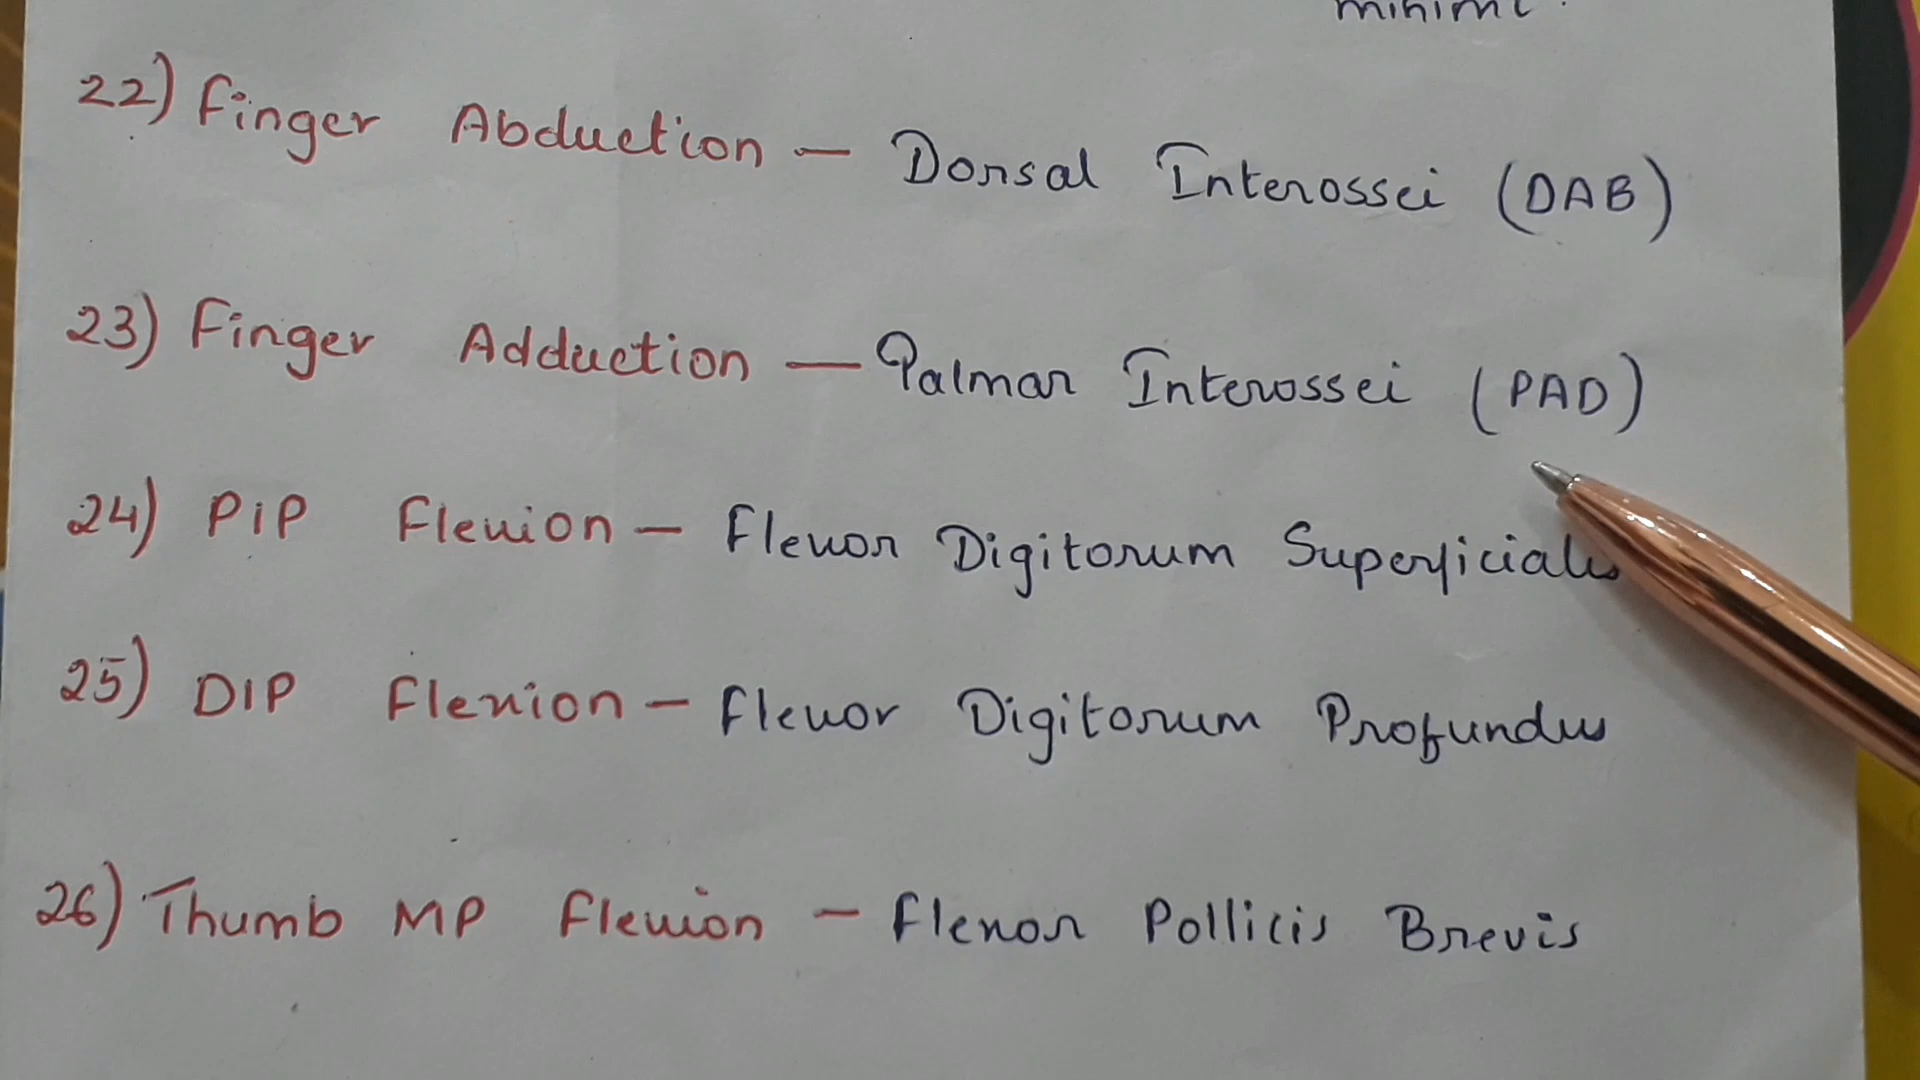 minimi.
22) Finger Abduction — Dorsal Interossei (DAB)
23) Finger Adduction — Palmar Interossei (PAD)
24) PIP Flexion — Flexor Digitorum Superficialis
25) DIP Flexion — Flexor Digitorum Profundus
26) Thumb MP Flexion — Flexor Pollicis Brevis